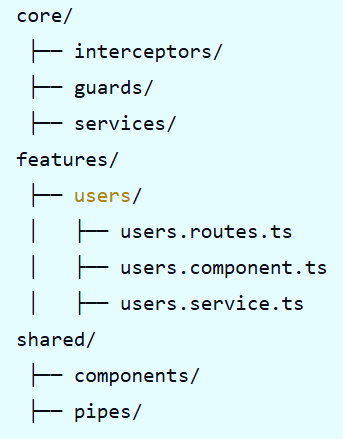 core/
├── interceptors/
├── guards/
├── services/
features/
├── users/
│   ├── users.routes.ts
│   ├── users.component.ts
│   ├── users.service.ts
shared/
├── components/
├── pipes/